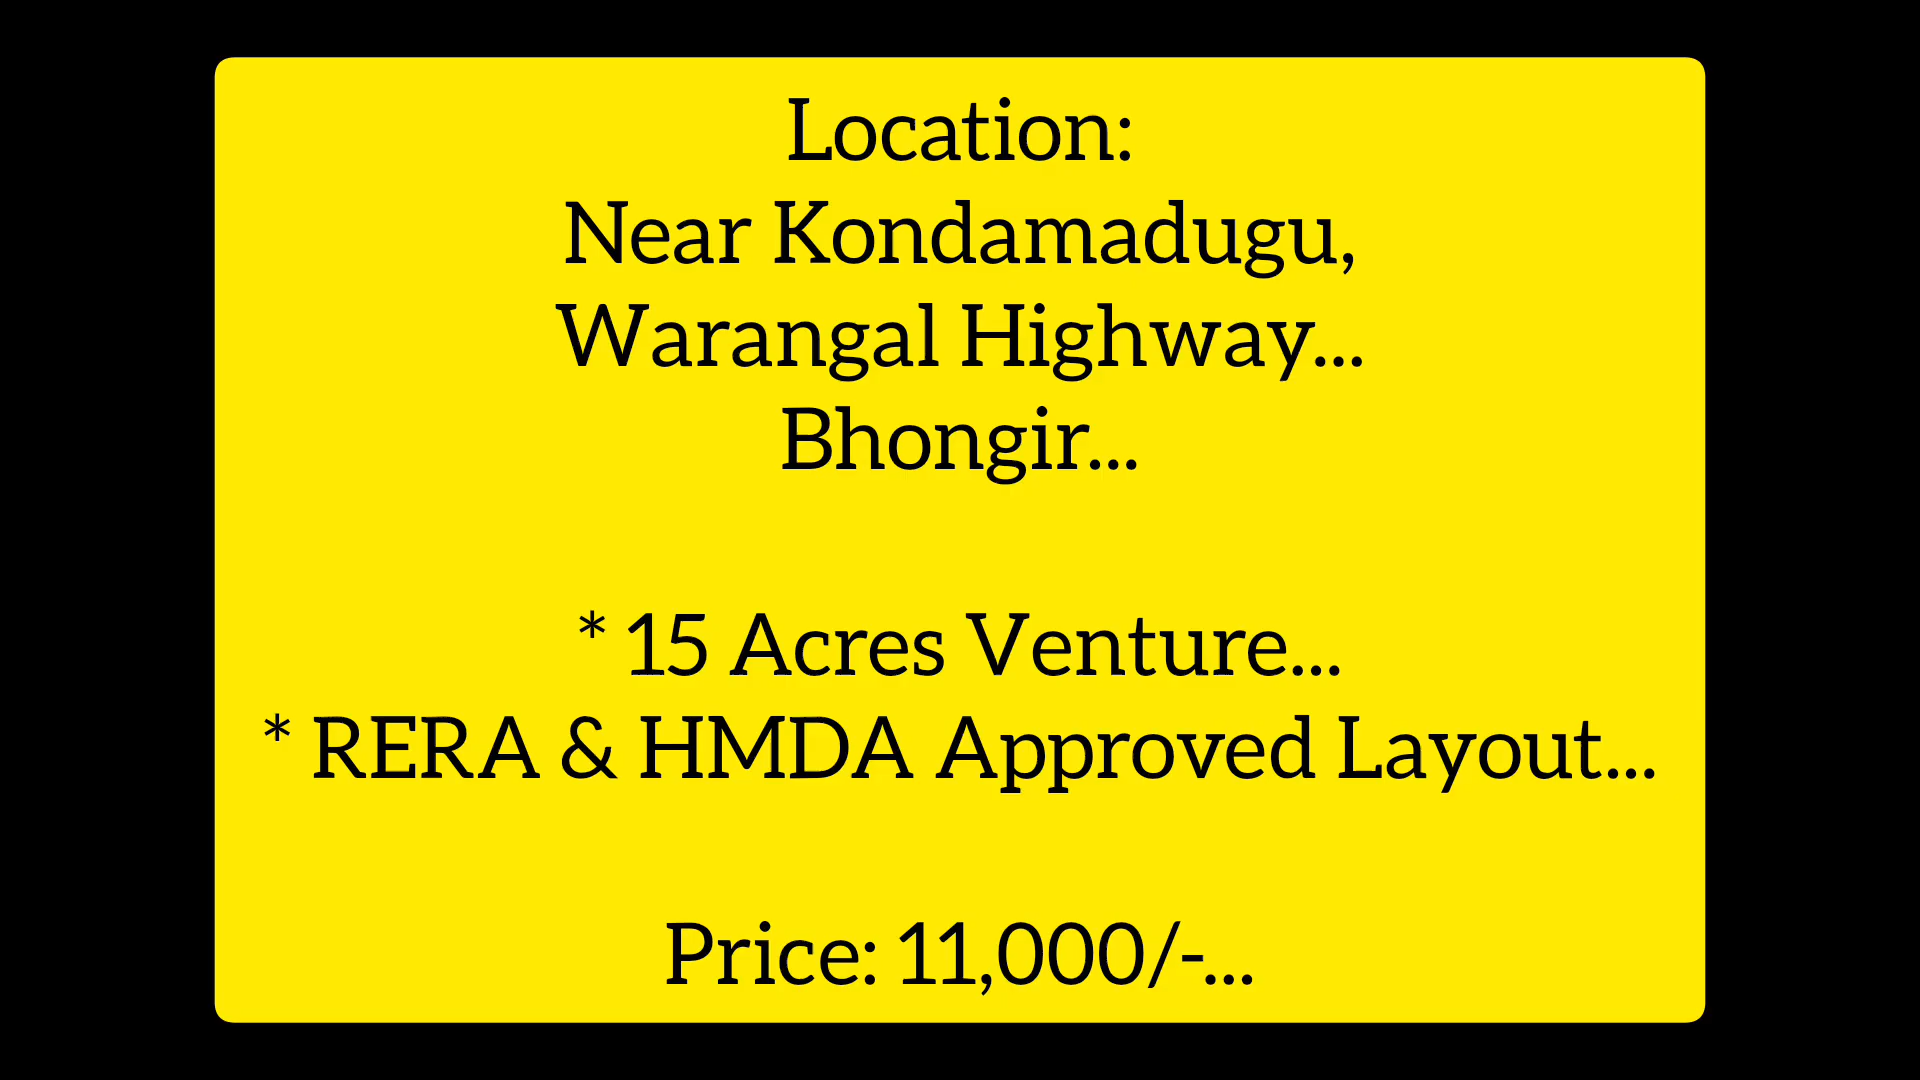 Location:
Near Kondamadugu,
Warangal Highway...
Bhongir...
* 15 Acres Venture...
* RERA & HMDA Approved Layout...
Price: 11,000/-...